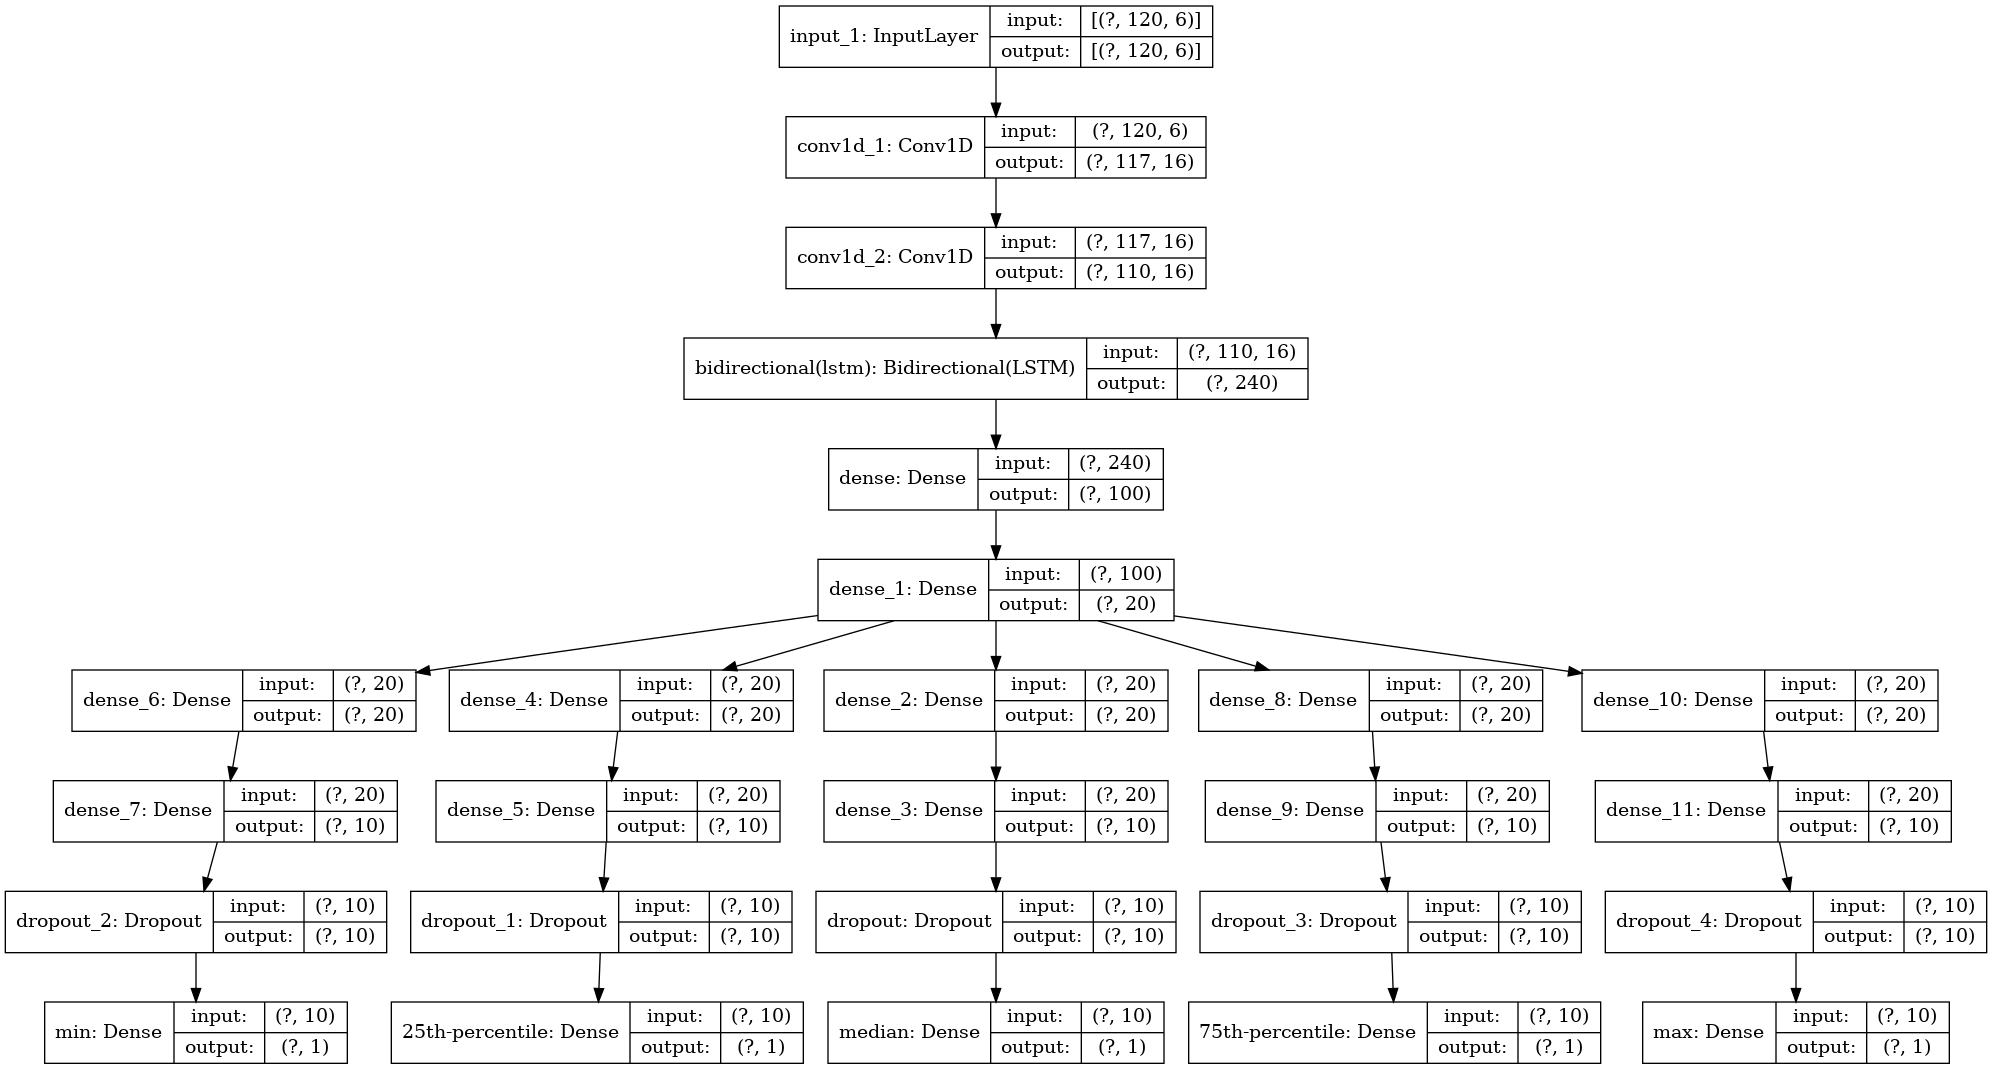 input_1: InputLayer input: [(?, 120, 6)]
output: [(?, 120, 6)]
conv1d_1: Conv1D input: (?, 120, 6)
output: (?, 117, 16)
conv1d_2: Conv1D input: (?, 117, 16)
output: (?, 110, 16)
bidirectional(lstm): Bidirectional(LSTM) input: (?, 110, 16)
output: (?, 240)
dense: Dense input: (?, 240)
output: (?, 100)
dense_1: Dense input: (?, 100)
output: (?, 20)
dense_6: Dense input: (?, 20)
output: (?, 20)
dense_4: Dense input: (?, 20)
output: (?, 20)
dense_2: Dense input: (?, 20)
output: (?, 20)
dense_8: Dense input: (?, 20)
output: (?, 20)
dense_10: Dense input: (?, 20)
output: (?, 20)
dense_7: Dense input: (?, 20)
output: (?, 10)
dense_5: Dense input: (?, 20)
output: (?, 10)
dense_3: Dense input: (?, 20)
output: (?, 10)
dense_9: Dense input: (?, 20)
output: (?, 10)
dense_11: Dense input: (?, 20)
output: (?, 10)
dropout_2: Dropout input: (?, 10)
output: (?, 10)
dropout_1: Dropout input: (?, 10)
output: (?, 10)
dropout: Dropout input: (?, 10)
output: (?, 10)
dropout_3: Dropout input: (?, 10)
output: (?, 10)
dropout_4: Dropout input: (?, 10)
output: (?, 10)
min: Dense input: (?, 10)
output: (?, 1)
25th-percentile: Dense input: (?, 10)
output: (?, 1)
median: Dense input: (?, 10)
output: (?, 1)
75th-percentile: Dense input: (?, 10)
output: (?, 1)
max: Dense input: (?, 10)
output: (?, 1)